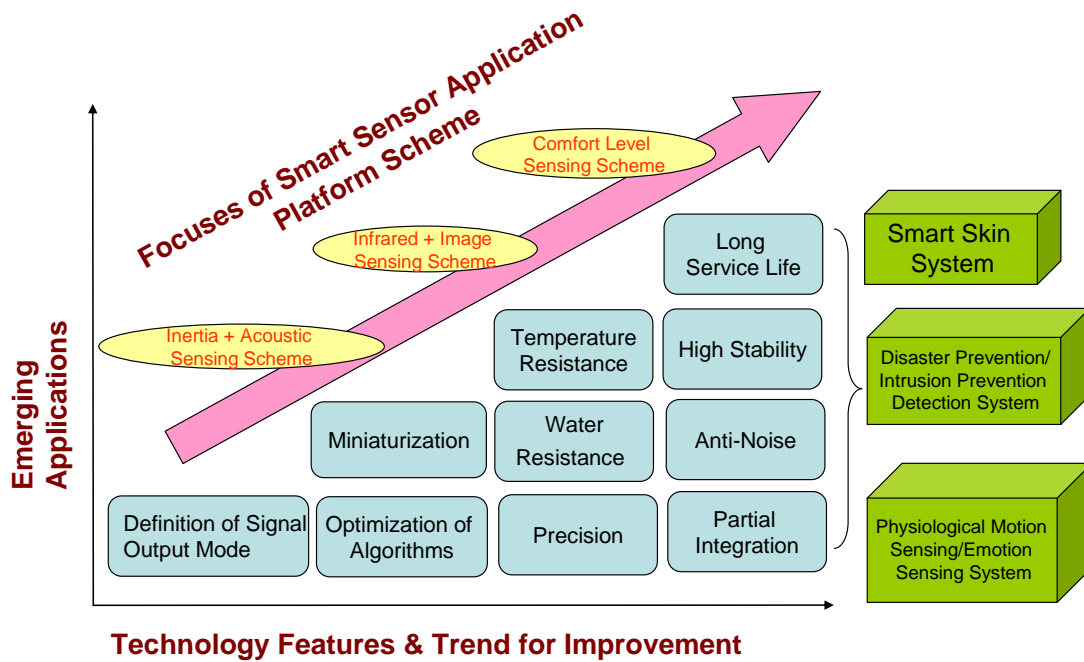 Focuses of Smart Sensor Application
Platform Scheme
Comfort Level
Sensing Scheme
Infrared + Image
Sensing Scheme
Inertia + Acoustic
Sensing Scheme
Long
Service Life
Temperature
Resistance
High Stability
Miniaturization
Water
Resistance
Anti-Noise
Definition of Signal
Output Mode
Optimization of
Algorithms
Precision
Partial
Integration
Smart Skin
System
Disaster Prevention/
Intrusion Prevention
Detection System
Physiological Motion
Sensing/Emotion
Sensing System
Emerging
Applications
Technology Features & Trend for Improvement